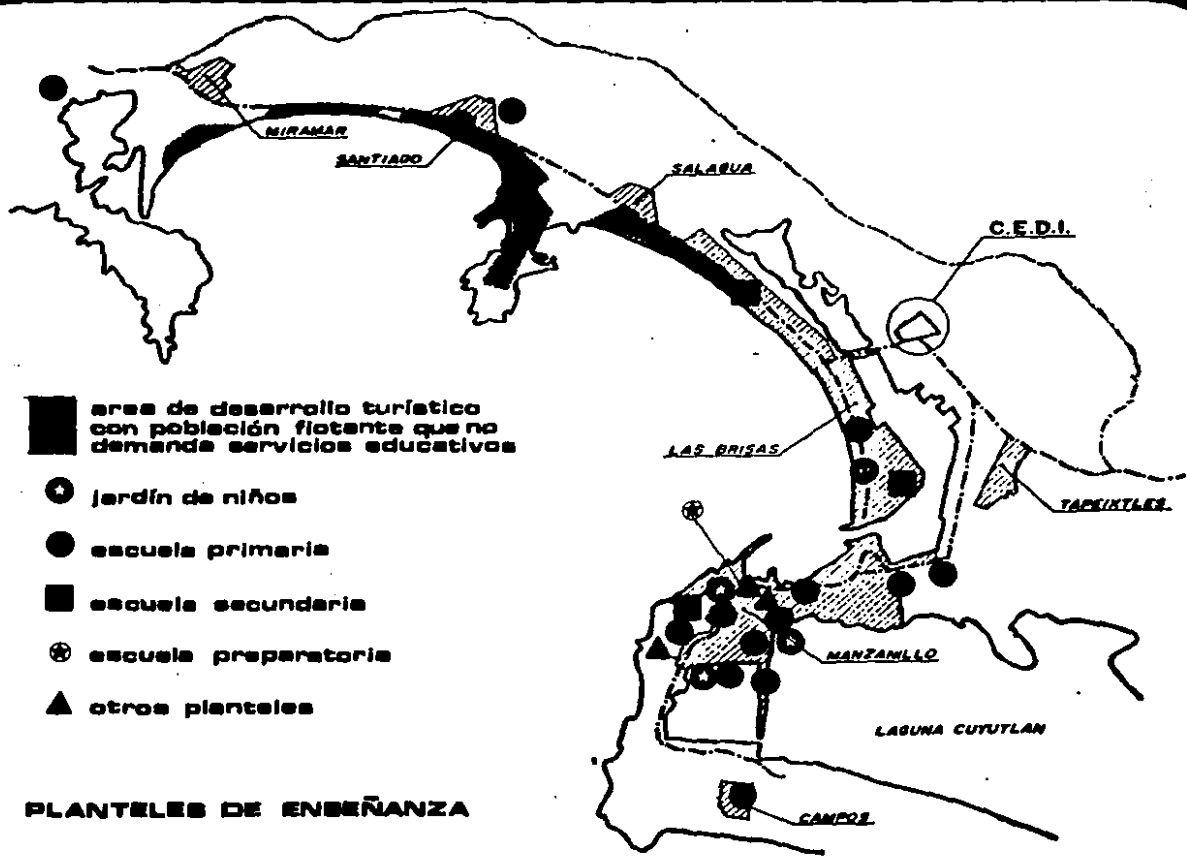 MIRAMAR
SANTIADO
SALAGUA
C.E.D.I.
area de desarrollo turístico
con población flotante que no
demanda servicios educativos
LAS BRISAS
TAPEIXTLES.
jardín de niños
escuela primaria
escuela secundaria
escuela preparatoria
MANZANILLO
otros planteles
LAGUNA CUYUTLAN
PLANTELES DE ENSEÑANZA
CAMPOS